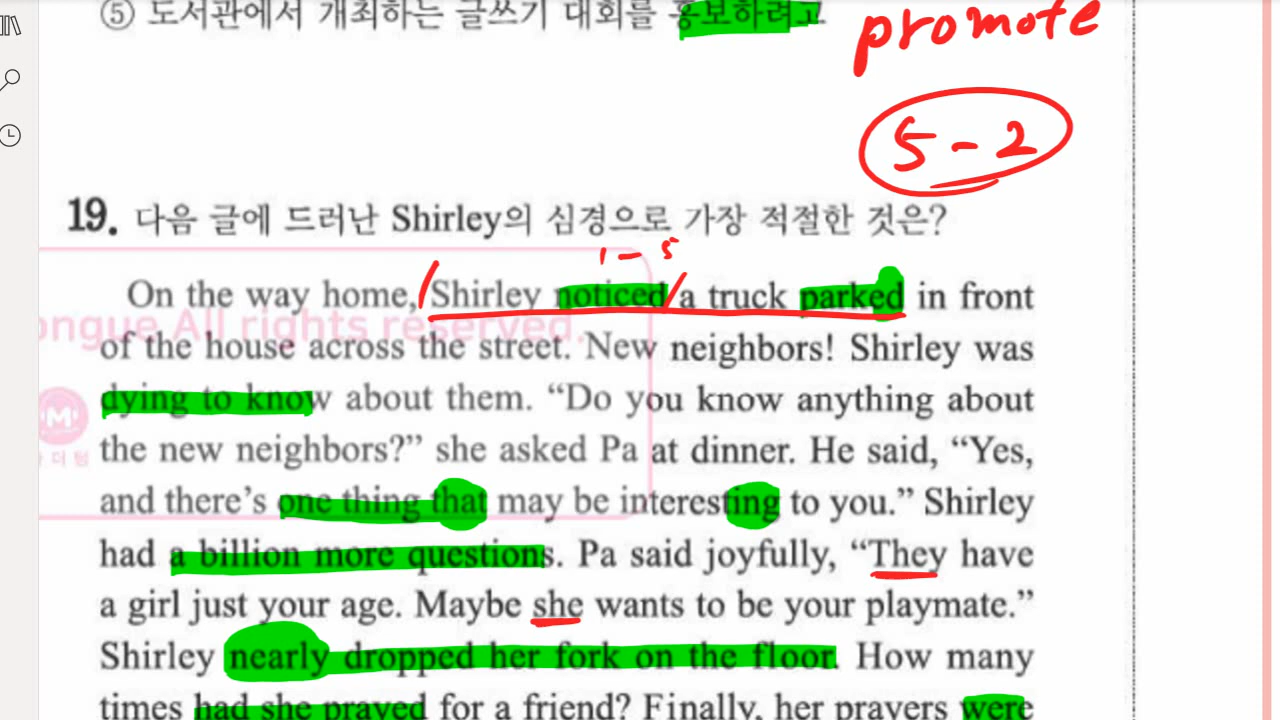 ⑤ 도서관에서 개최하는 글쓰기 대회를 홍보하려고
promote
5-2
19. 다음 글에 드러난 Shirley의 심경으로 가장 적절한 것은?
1 - 5
On the way home, Shirley noticed a truck parked in front
ongue All rights reserved.
of the house across the street. New neighbors! Shirley was
dying to know about them. “Do you know anything about
M
the new neighbors?” she asked Pa at dinner. He said, “Yes,
더텅
and there’s one thing that may be interesting to you.” Shirley
had a billion more questions. Pa said joyfully, “They have
a girl just your age. Maybe she wants to be your playmate.”
Shirley nearly dropped her fork on the floor. How many
times had she prayed for a friend? Finally, her prayers were